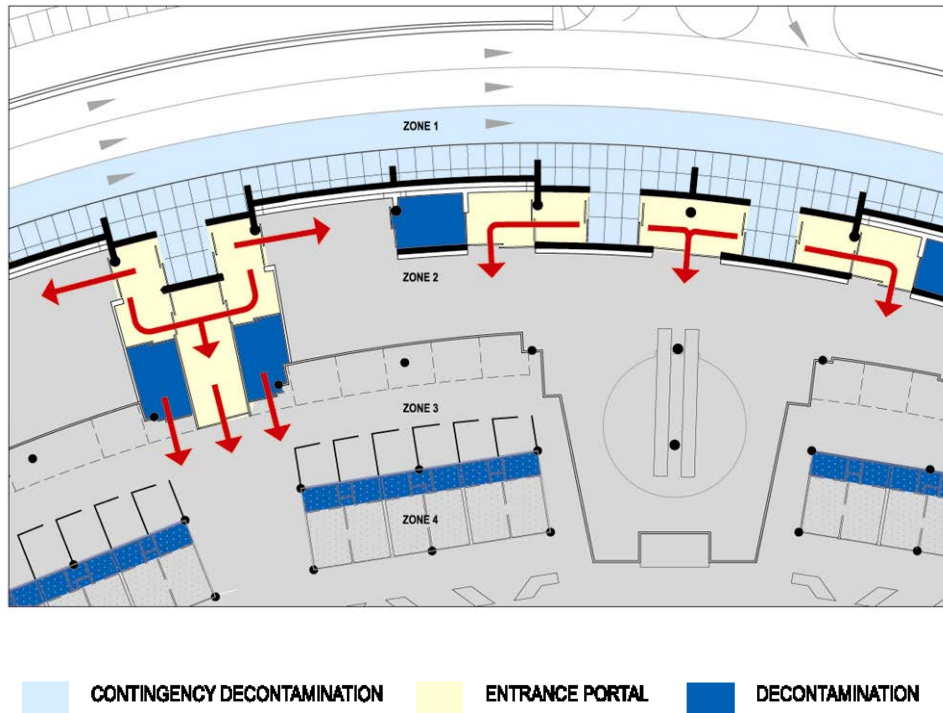 ZONE 1
ZONE 2
ZONE 3
ZONE 4
CONTINGENCY DECONTAMINATION ENTRANCE PORTAL DECONTAMINATION